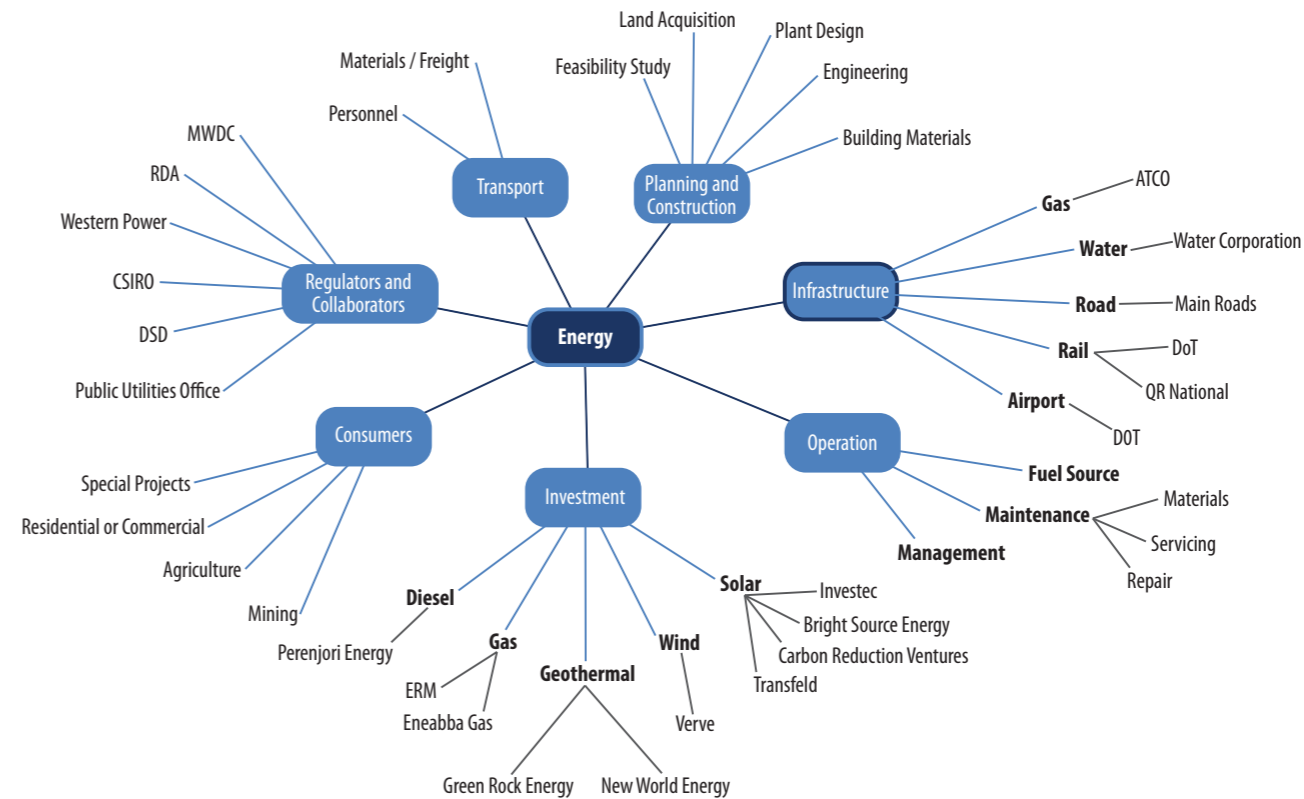 Land Acquisition
Plant Design
Materials / Freight
Feasibility Study
Engineering
Personnel
MWDC
Building Materials
RDA
Transport
Planning and
Construction
ATCO
Gas
Western Power
Water
Water Corporation
CSIRO
Regulators and
Collaborators
Infrastructure
Road
Main Roads
DSD
Energy
Rail
DoT
Public Utilities Office
QR National
Airport
DOT
Consumers
Operation
Special Projects
Fuel Source
Investment
Materials
Residential or Commercial
Maintenance
Servicing
Management
Agriculture
Repair
Mining
Diesel
Solar
Investec
Bright Source Energy
Perenjori Energy
Gas
Wind
Carbon Reduction Ventures
Geothermal
Transfeld
ERM
Eneabba Gas
Verve
Green Rock Energy
New World Energy